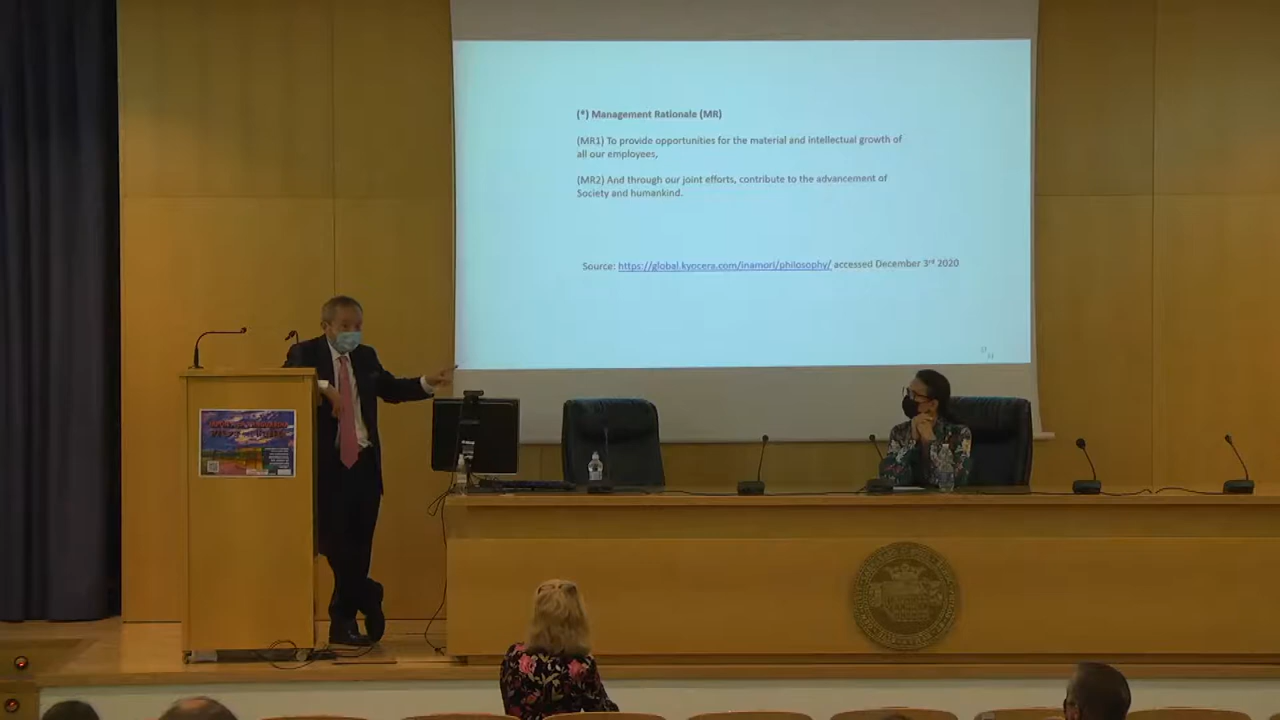 (*) Management Rationale (MR)
(MR1) To provide opportunities for the material and intellectual growth of
all our employees,
(MR2) And through our joint efforts, contribute to the advancement of
Society and humankind.
Source: https://global.kyocera.com/inamori/philosophy/ accessed December 3rd 2020